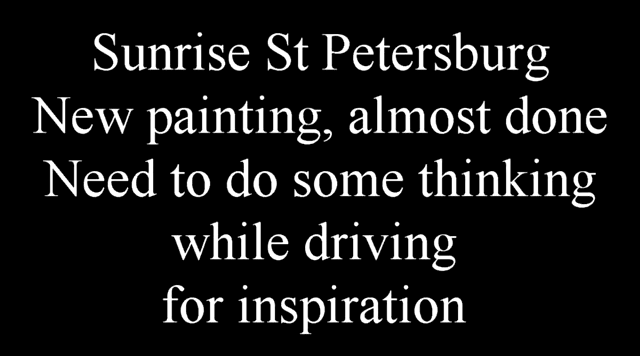 Sunrise St Petersburg
New painting, almost done
Need to do some thinking
while driving
for inspiration